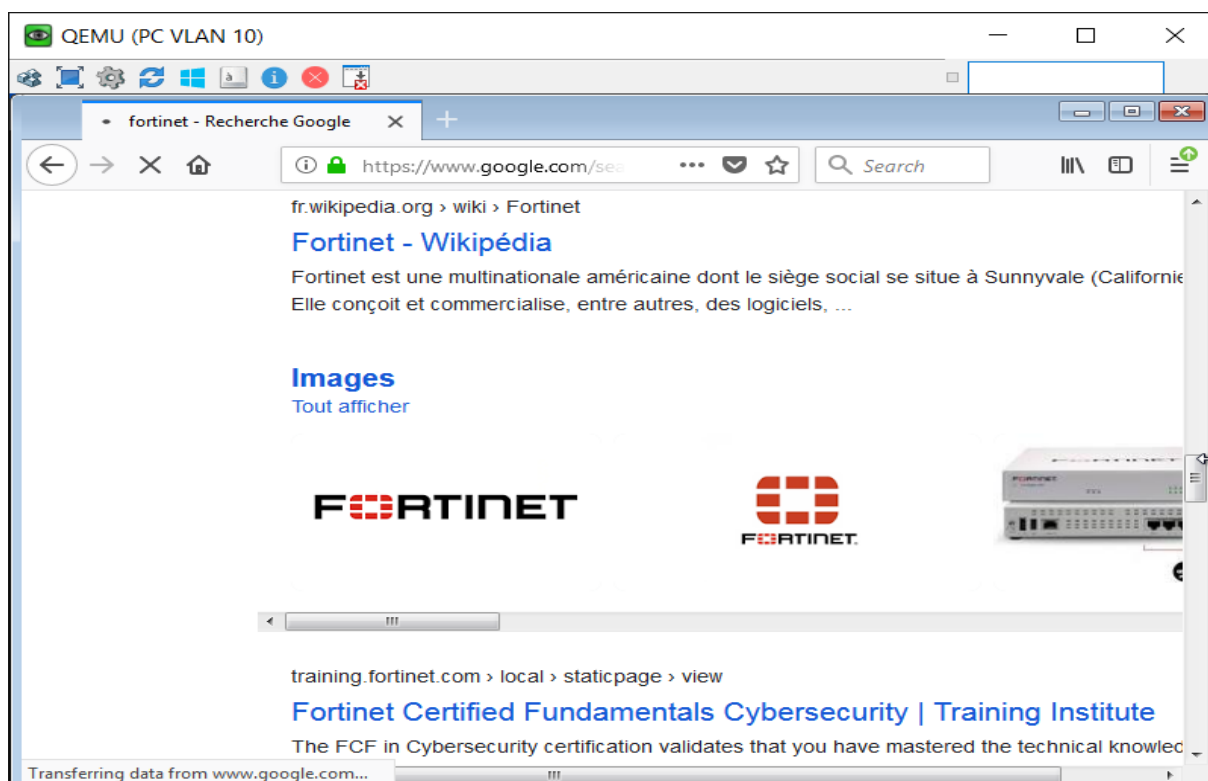 QEMU (PC VLAN 10)
fortinet - Recherche Google
https://www.google.com/sea
Search
fr.wikipedia.org › wiki › Fortinet
Fortinet - Wikipédia
Fortinet est une multinationale américaine dont le siège social se situe à Sunnyvale (Californie
Elle conçoit et commercialise, entre autres, des logiciels, ...
Images
Tout afficher
FORTINET
FORTINET
training.fortinet.com › local › staticpage › view
Fortinet Certified Fundamentals Cybersecurity | Training Institute
The FCF in Cybersecurity certification validates that you have mastered the technical knowled
Transferring data from www.google.com...